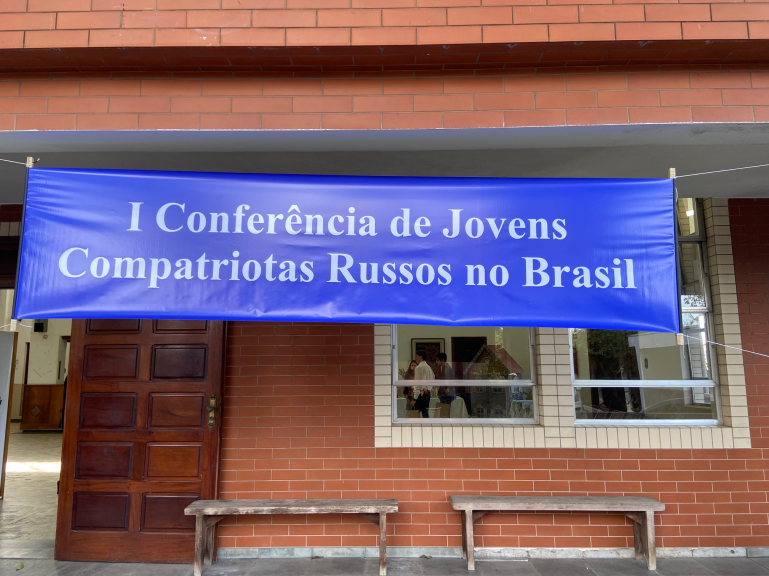 I Conferência de Jovens
Compatriotas Russos no Brasil